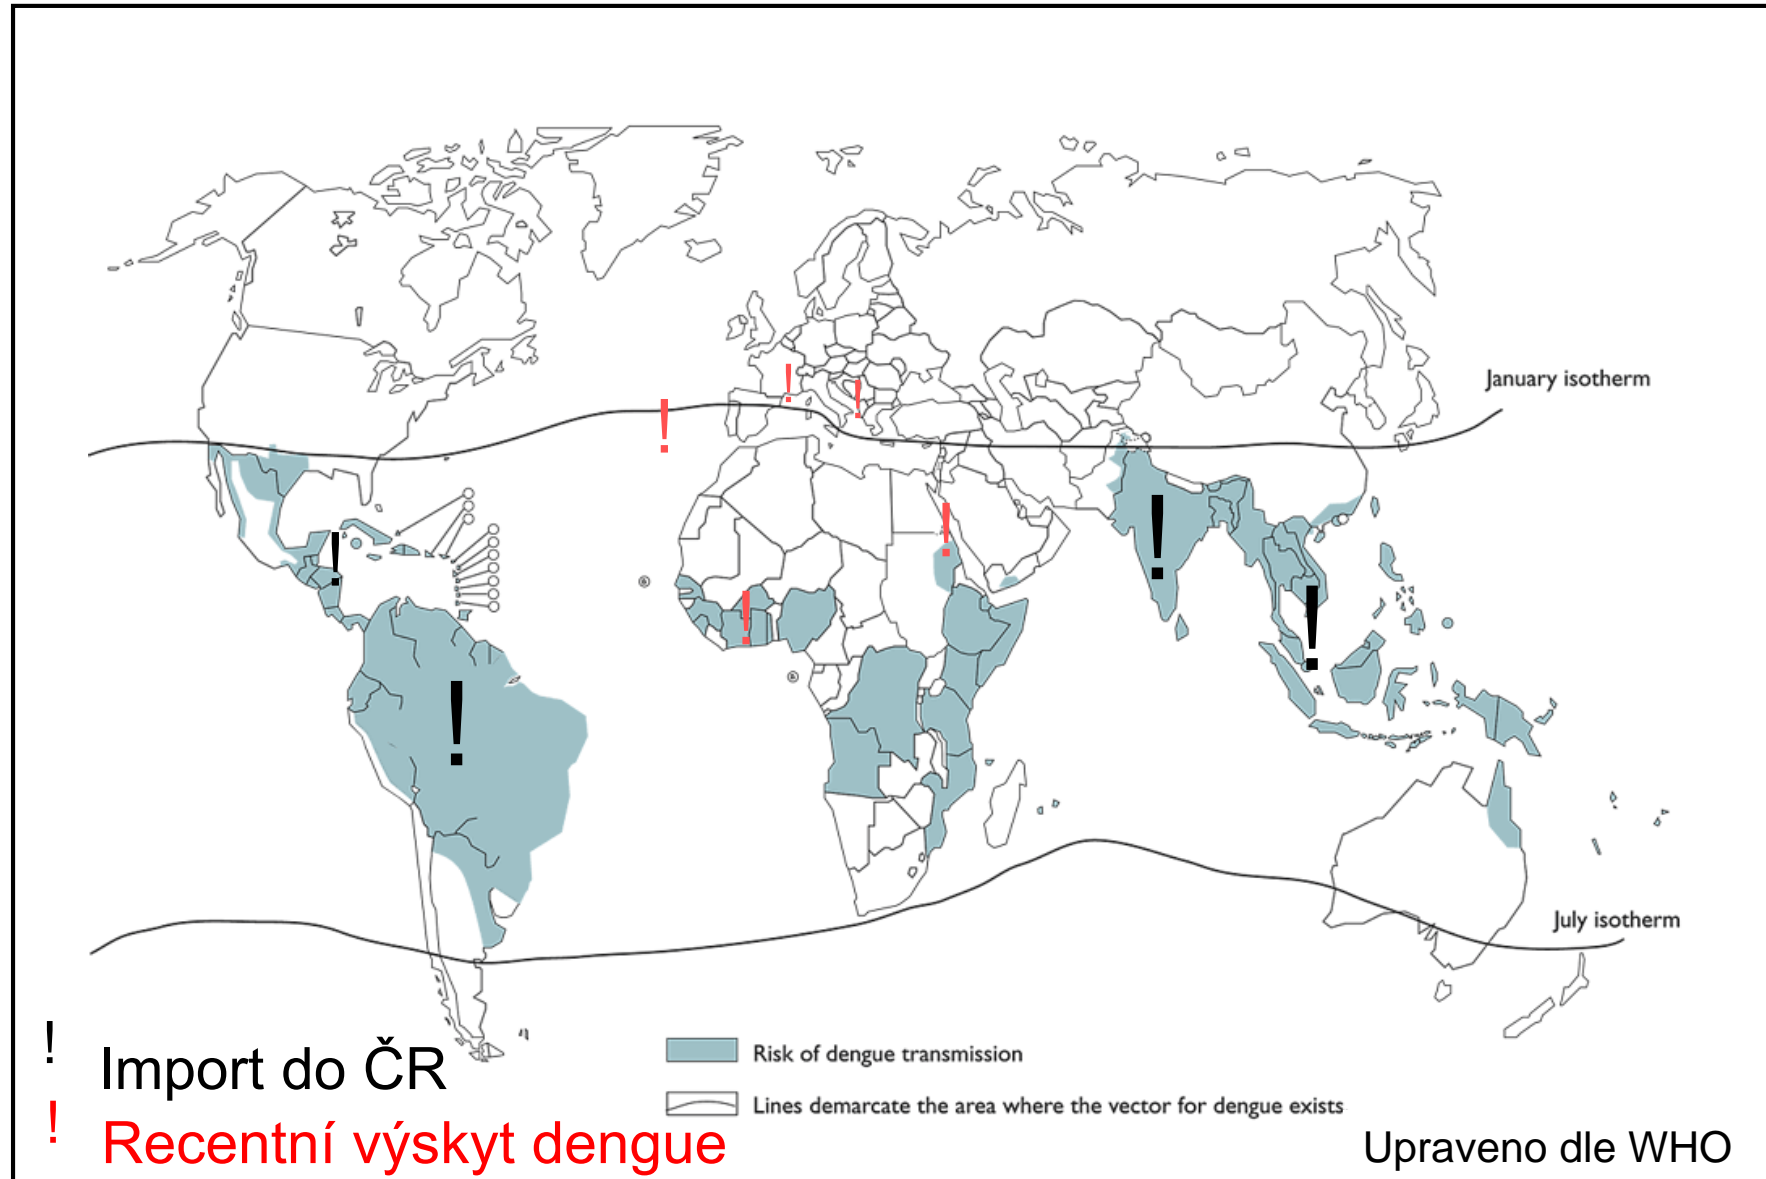 January isotherm
July isotherm
! Import do ČR
! Recentní výskyt dengue
Risk of dengue transmission
Lines demarcate the area where the vector for dengue exists
Upraveno dle WHO